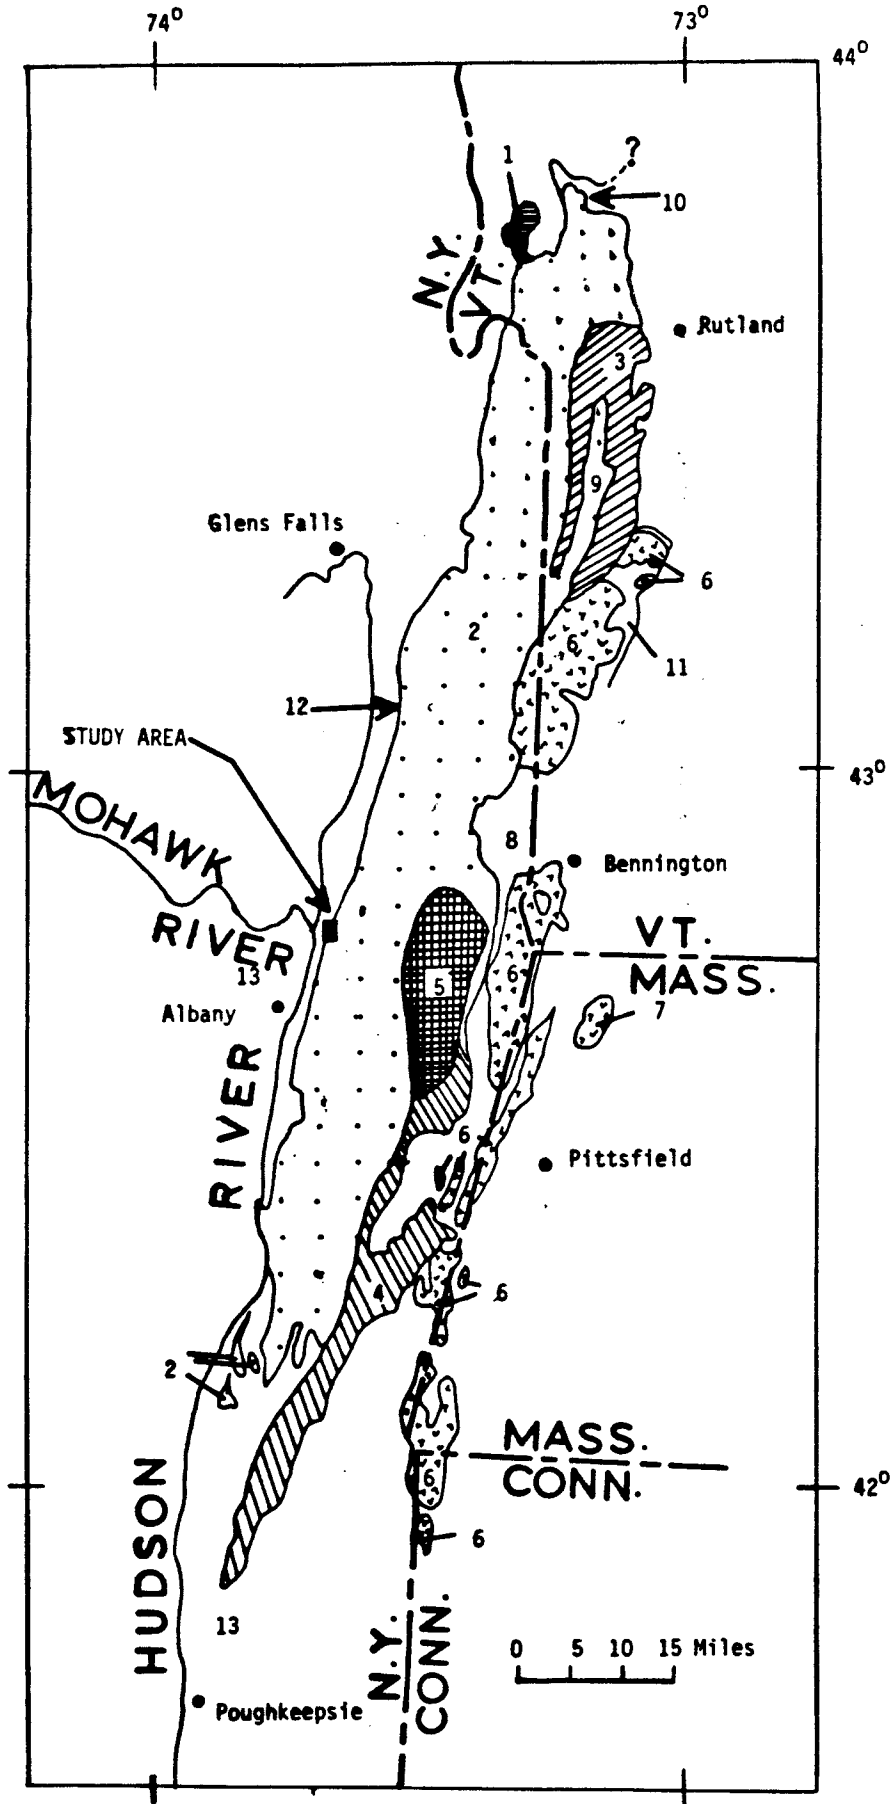 74°
73°
44°
1
?
10
N.Y.
VT.
Rutland
3
9
Glens Falls
6
2
6
11
12
STUDY AREA
43°
MOHAWK
RIVER
8
Bennington
VT.
MASS.
13
5
6
7
Albany
RIVER
6
Pittsfield
4
6
2
MASS.
CONN.
6
42°
6
HUDSON
13
N.Y.
CONN.
0 5 10 15 Miles
Poughkeepsie